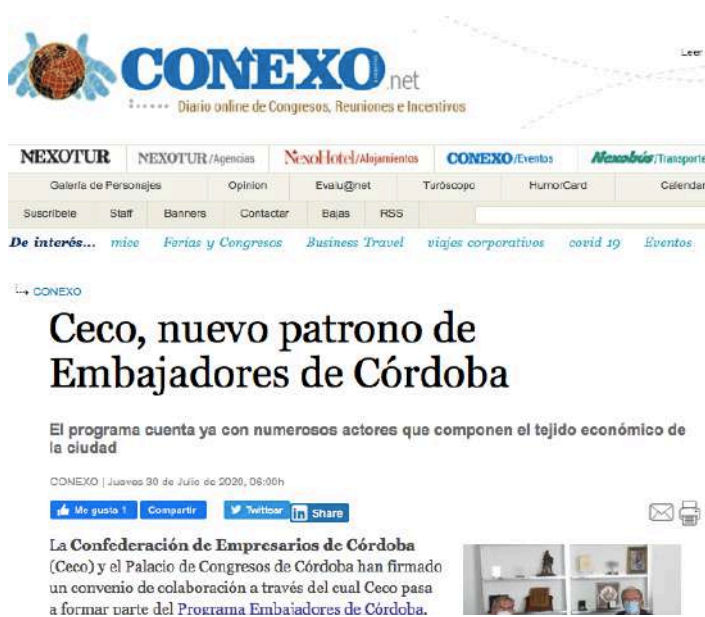 CONEXO.net
Diario online de Congresos, Reuniones e Incentivos
Leer
NEXOTUR NEXOTUR/Agencias NexoHotel/Alojamientos CONEXO/Eventos Nexobús/Transporte
Galería de Personajes Opinion Evalu@net Turóscopo HumorCard Calendar
Suscríbete Staff Banners Contactar Bajas RSS
De interés... mice Ferias y Congresos Business Travel viajes corporativos covid 19 Eventos
CONEXO
Ceco, nuevo patrono de
Embajadores de Córdoba
El programa cuenta ya con numerosos actores que componen el tejido económico de
la ciudad
CONEXO | Jueves 30 de Julio de 2020, 06:00h
Me gusta 1 Compartir Twittear in Share
La Confederación de Empresarios de Córdoba
(Ceco) y el Palacio de Congresos de Córdoba han firmado
un convenio de colaboración a través del cual Ceco pasa
a formar parte del Programa Embajadores de Córdoba.